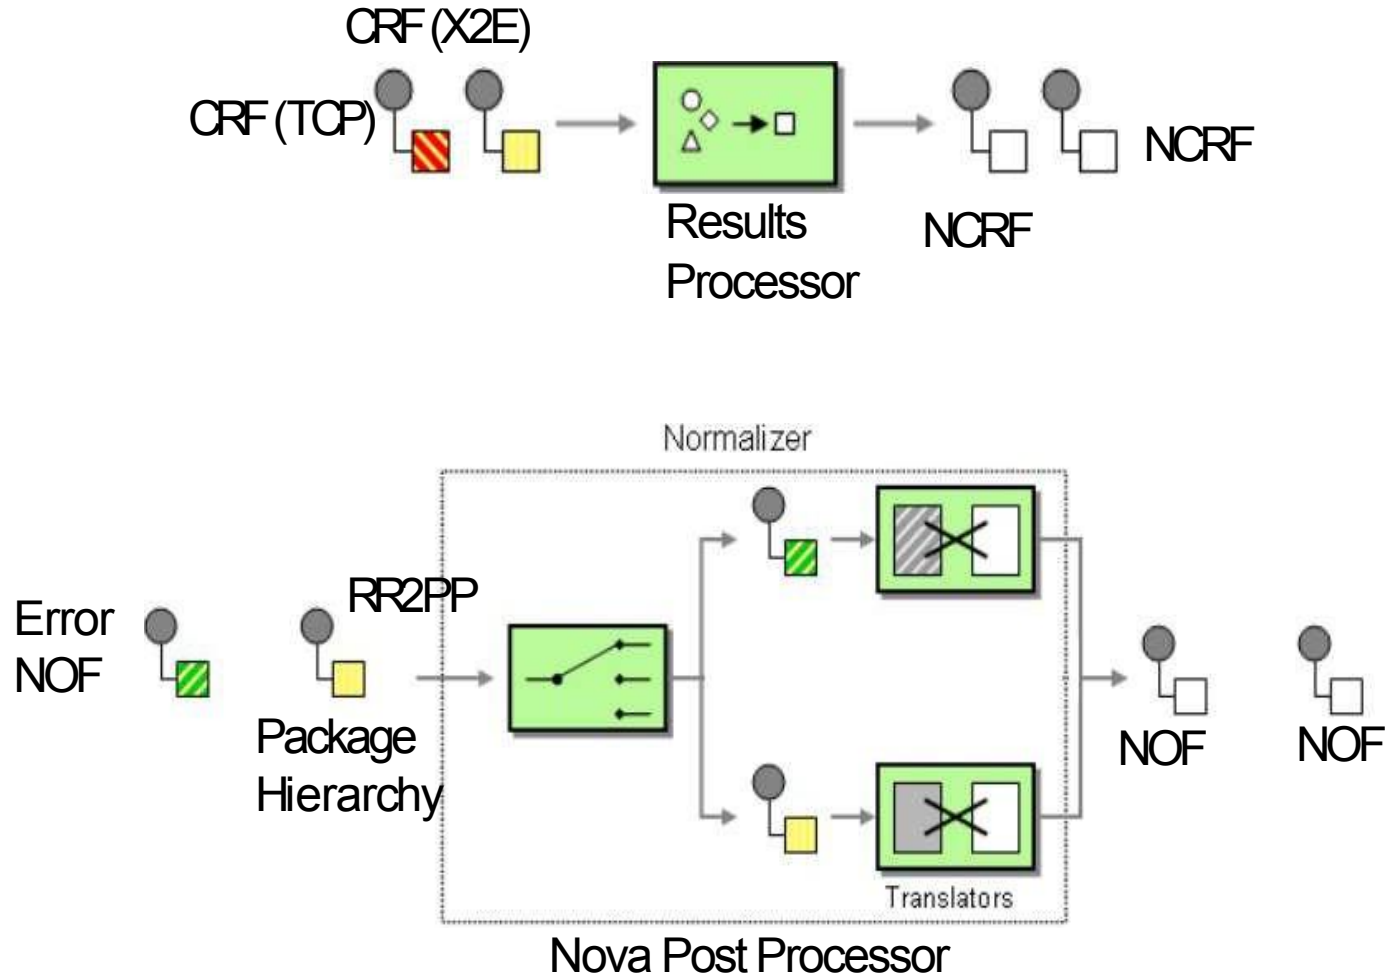 CRF (X2E)
CRF (TCP)
NCRF
Results
Processor
NCRF
Normalizer
RR2PP
Error
NOF
Package
Hierarchy
NOF
NOF
Translators
Nova Post Processor